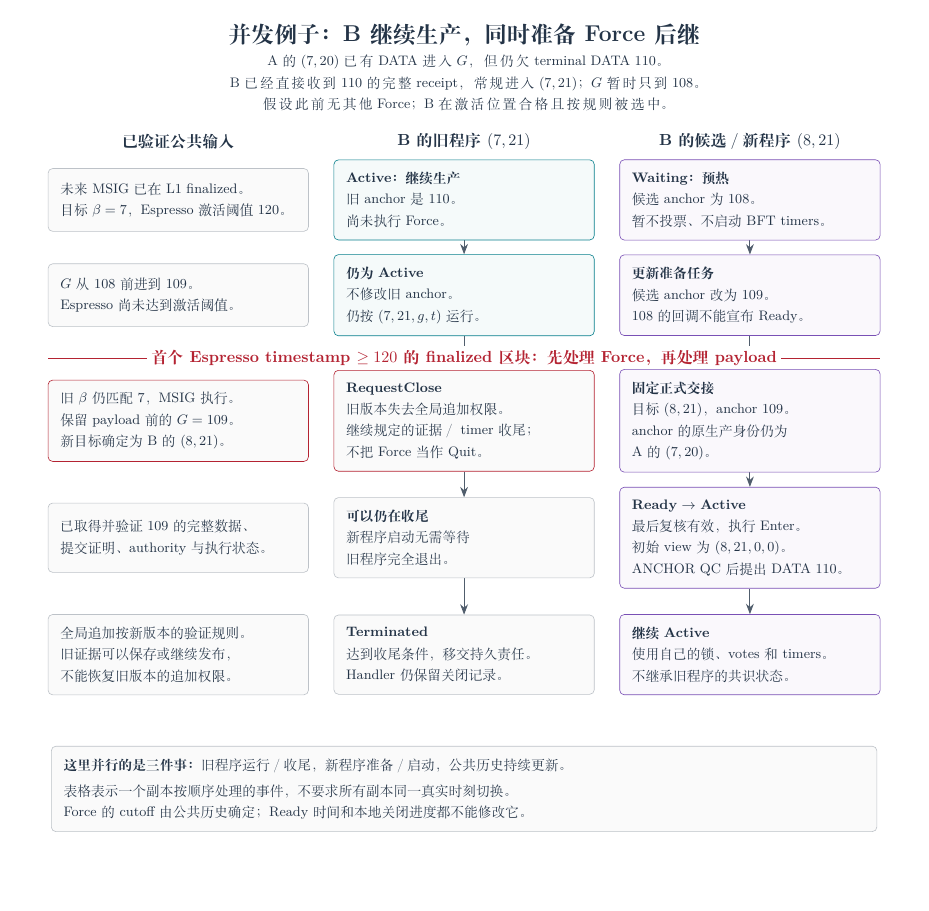 并发例子：B 继续生产，同时准备 Force 后继
A 的 (7, 20) 已有 DATA 进入 G，但仍欠 terminal DATA 110。
B 已经直接收到 110 的完整 receipt，常规进入 (7, 21)；G 暂时只到 108。
假设此前无其他 Force；B 在激活位置合格且按规则被选中。
已验证公共输入
B 的旧程序 (7, 21)
B 的候选 / 新程序 (8, 21)
未来 MSIG 已在 L1 finalized。
目标 β = 7，Espresso 激活阈值 120。
Active：继续生产
旧 anchor 是 110。
尚未执行 Force。
Waiting：预热
候选 anchor 为 108。
暂不投票、不启动 BFT timers。
G 从 108 前进到 109。
Espresso 尚未达到激活阈值。
仍为 Active
不修改旧 anchor。
仍按 (7, 21, g, t) 运行。
更新准备任务
候选 anchor 改为 109。
108 的回调不能宣布 Ready。
首个 Espresso timestamp ≥ 120 的 finalized 区块：先处理 Force，再处理 payload
旧 β 仍匹配 7，MSIG 执行。
保留 payload 前的 G = 109。
新目标确定为 B 的 (8, 21)。
RequestClose
旧版本失去全局追加权限。
继续规定的证据 / timer 收尾；
不把 Force 当作 Quit。
固定正式交接
目标 (8, 21)，anchor 109。
anchor 的原生产身份仍为
A 的 (7, 20)。
已取得并验证 109 的完整数据、
提交证明、authority 与执行状态。
可以仍在收尾
新程序启动无需等待
旧程序完全退出。
Ready → Active
最后复核有效，执行 Enter。
初始 view 为 (8, 21, 0, 0)。
ANCHOR QC 后提出 DATA 110。
全局追加按新版本的验证规则。
旧证据可以保存或继续发布，
不能恢复旧版本的追加权限。
Terminated
达到收尾条件，移交持久责任。
Handler 仍保留关闭记录。
继续 Active
使用自己的锁、votes 和 timers。
不继承旧程序的共识状态。
这里并行的是三件事：旧程序运行 / 收尾，新程序准备 / 启动，公共历史持续更新。
表格表示一个副本按顺序处理的事件，不要求所有副本同一真实时刻切换。
Force 的 cutoff 由公共历史确定；Ready 时间和本地关闭进度都不能修改它。